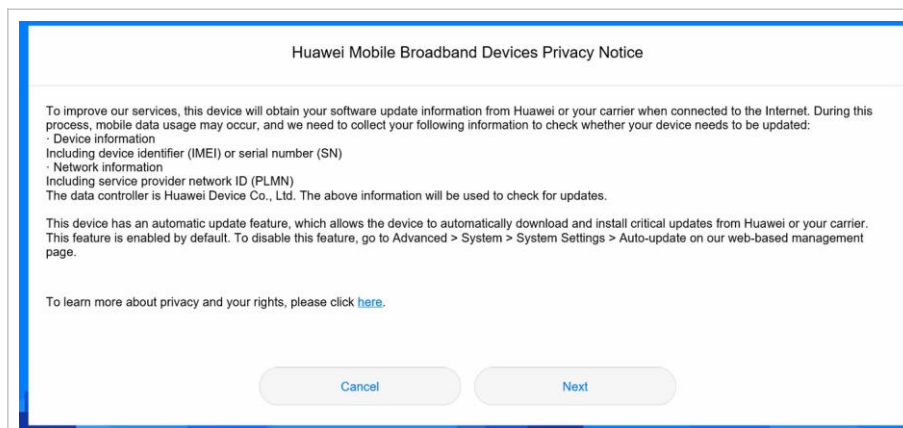 Huawei Mobile Broadband Devices Privacy Notice
To improve our services, this device will obtain your software update information from Huawei or your carrier when connected to the Internet. During this
process, mobile data usage may occur, and we need to collect your following information to check whether your device needs to be updated:
· Device information
Including device identifier (IMEI) or serial number (SN)
· Network information
Including service provider network ID (PLMN)
The data controller is Huawei Device Co., Ltd. The above information will be used to check for updates.
This device has an automatic update feature, which allows the device to automatically download and install critical updates from Huawei or your carrier.
This feature is enabled by default. To disable this feature, go to Advanced > System > System Settings > Auto-update on our web-based management
page.
To learn more about privacy and your rights, please click here.
Cancel
Next